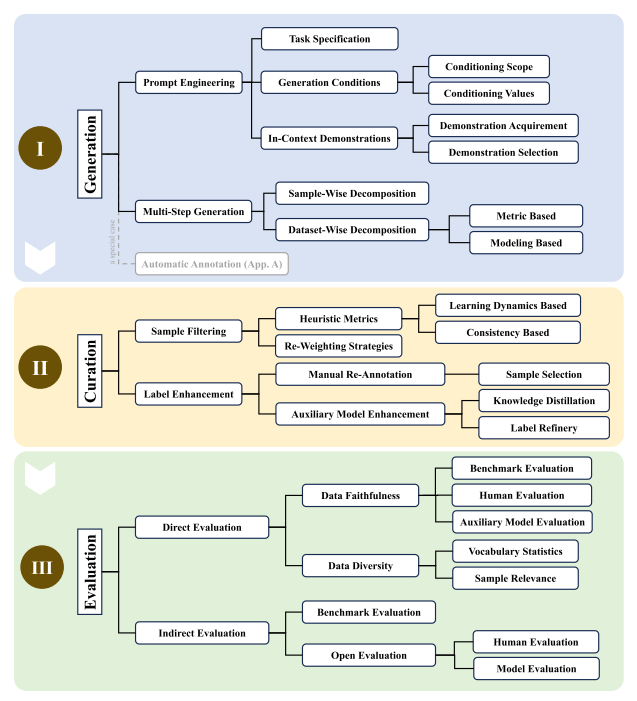 I
Generation
Prompt Engineering
Task Specification
Generation Conditions
Conditioning Scope
Conditioning Values
In-Context Demonstrations
Demonstration Acquirement
Demonstration Selection
Multi-Step Generation
Sample-Wise Decomposition
Dataset-Wise Decomposition
Metric Based
Modeling Based
a special case
Automatic Annotation (App. A)
II
Curation
Sample Filtering
Heuristic Metrics
Learning Dynamics Based
Consistency Based
Re-Weighting Strategies
Label Enhancement
Manual Re-Annotation
Sample Selection
Auxiliary Model Enhancement
Knowledge Distillation
Label Refinery
III
Evaluation
Direct Evaluation
Data Faithfulness
Benchmark Evaluation
Human Evaluation
Auxiliary Model Evaluation
Data Diversity
Vocabulary Statistics
Sample Relevance
Indirect Evaluation
Benchmark Evaluation
Open Evaluation
Human Evaluation
Model Evaluation